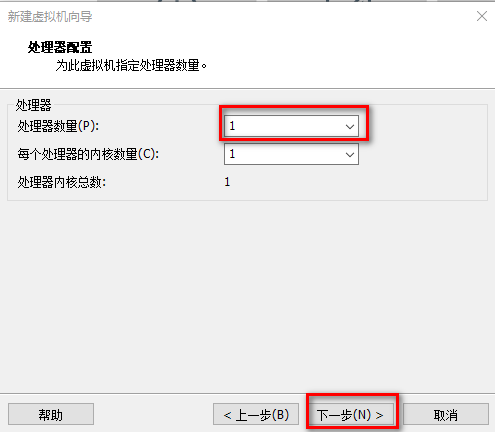 新建虚拟机向导
处理器配置
为此虚拟机指定处理器数量。
处理器
处理器数量(P): 1
每个处理器的内核数量(C): 1
处理器内核总数: 1
帮助 < 上一步(B) 下一步(N) > 取消